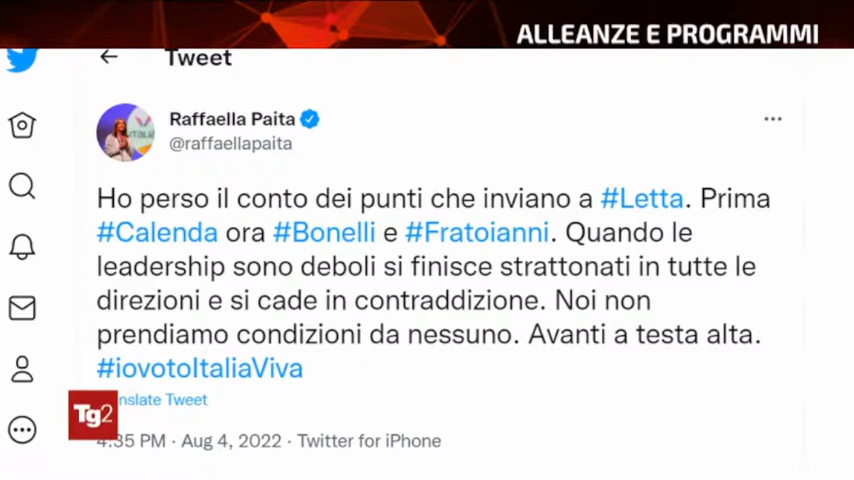 ALLEANZE E PROGRAMMI
Tweet
Raffaella Paita
@raffaellapaita
Ho perso il conto dei punti che inviano a #Letta. Prima
#Calenda ora #Bonelli e #Fratoianni. Quando le
leadership sono deboli si finisce strattonati in tutte le
direzioni e si cade in contraddizione. Noi non
prendiamo condizioni da nessuno. Avanti a testa alta.
#iovotoItaliaViva
nslate Tweet
Tg2
4:35 PM · Aug 4, 2022 · Twitter for iPhone